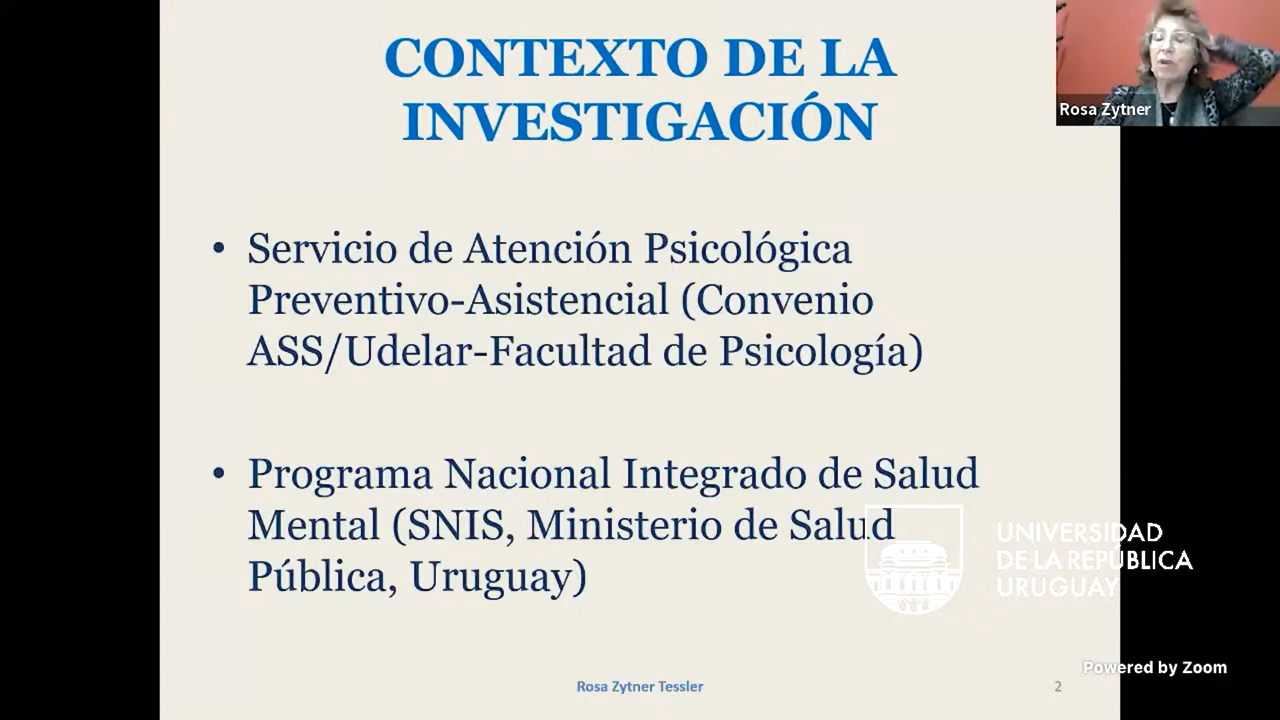 CONTEXTO DE LA
INVESTIGACIÓN
Rosa Zytner
• Servicio de Atención Psicológica
Preventivo-Asistencial (Convenio
ASS/Udelar-Facultad de Psicología)
• Programa Nacional Integrado de Salud
Mental (SNIS, Ministerio de Salud
Pública, Uruguay)
UNIVERSIDAD
DE LA REPÚBLICA
URUGUAY
Powered by Zoom
Rosa Zytner Tessler
2